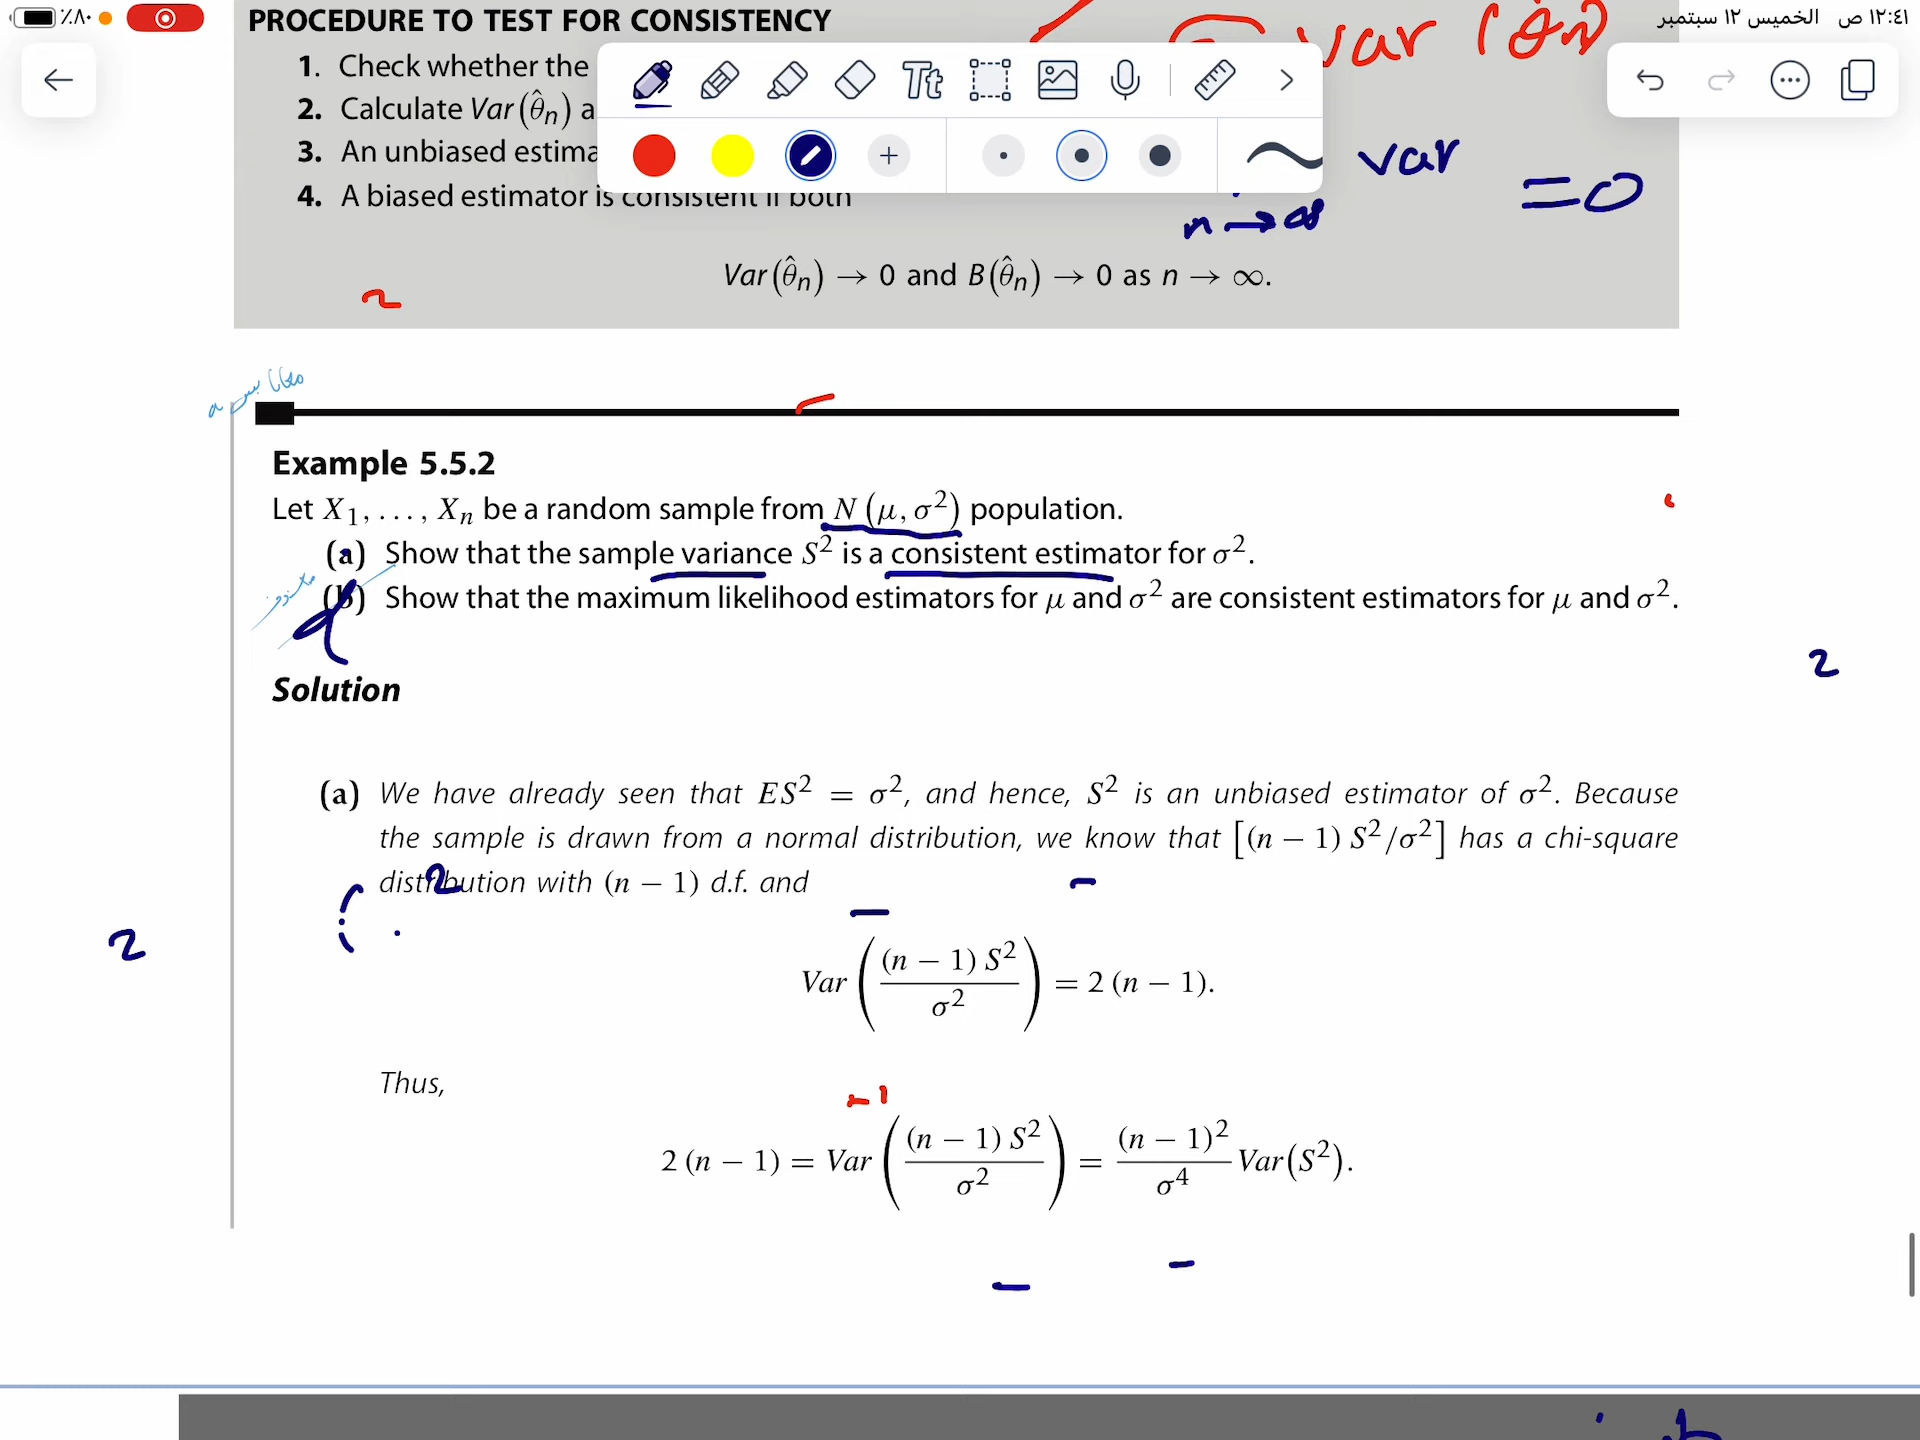 ٪٨٠
١٢:٤١ ص الخميس ١٢ سبتمبر
PROCEDURE TO TEST FOR CONSISTENCY
var (θ̂n)
1. Check whether the
2. Calculate Var(θ̂n) a
3. An unbiased estima
4. A biased estimator is consistent if both
Tt
var =0
n→∞
Var(θ̂n) → 0 and B(θ̂n) → 0 as n → ∞.
Example 5.5.2
Let X1, . . . , Xn be a random sample from N (μ, σ²) population.
(a) Show that the sample variance S² is a consistent estimator for σ².
(b) Show that the maximum likelihood estimators for μ and σ² are consistent estimators for μ and σ².
2
Solution
(a) We have already seen that ES² = σ², and hence, S² is an unbiased estimator of σ². Because
the sample is drawn from a normal distribution, we know that [(n − 1) S²/σ²] has a chi-square
distribution with (n − 1) d.f. and
2
2
Var((n − 1) S²/σ²) = 2 (n − 1).
Thus,
-1
2 (n − 1) = Var((n − 1) S²/σ²) = (n − 1)²/σ⁴ Var(S²).